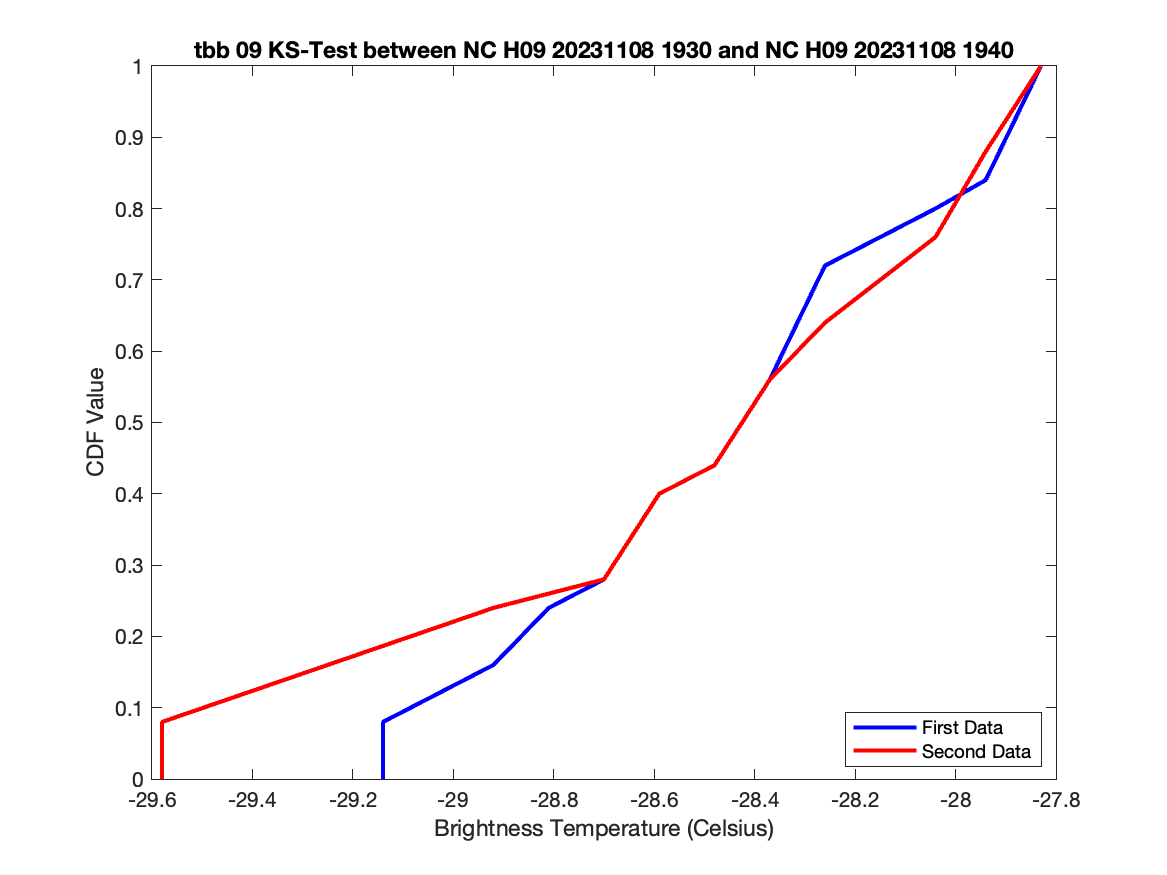 tbb 09 KS-Test between NC H09 20231108 1930 and NC H09 20231108 1940
1
0.9
0.8
0.7
0.6
0.5
0.4
0.3
0.2
0.1
0
CDF Value
First Data
Second Data
-29.6 -29.4 -29.2 -29 -28.8 -28.6 -28.4 -28.2 -28 -27.8
Brightness Temperature (Celsius)